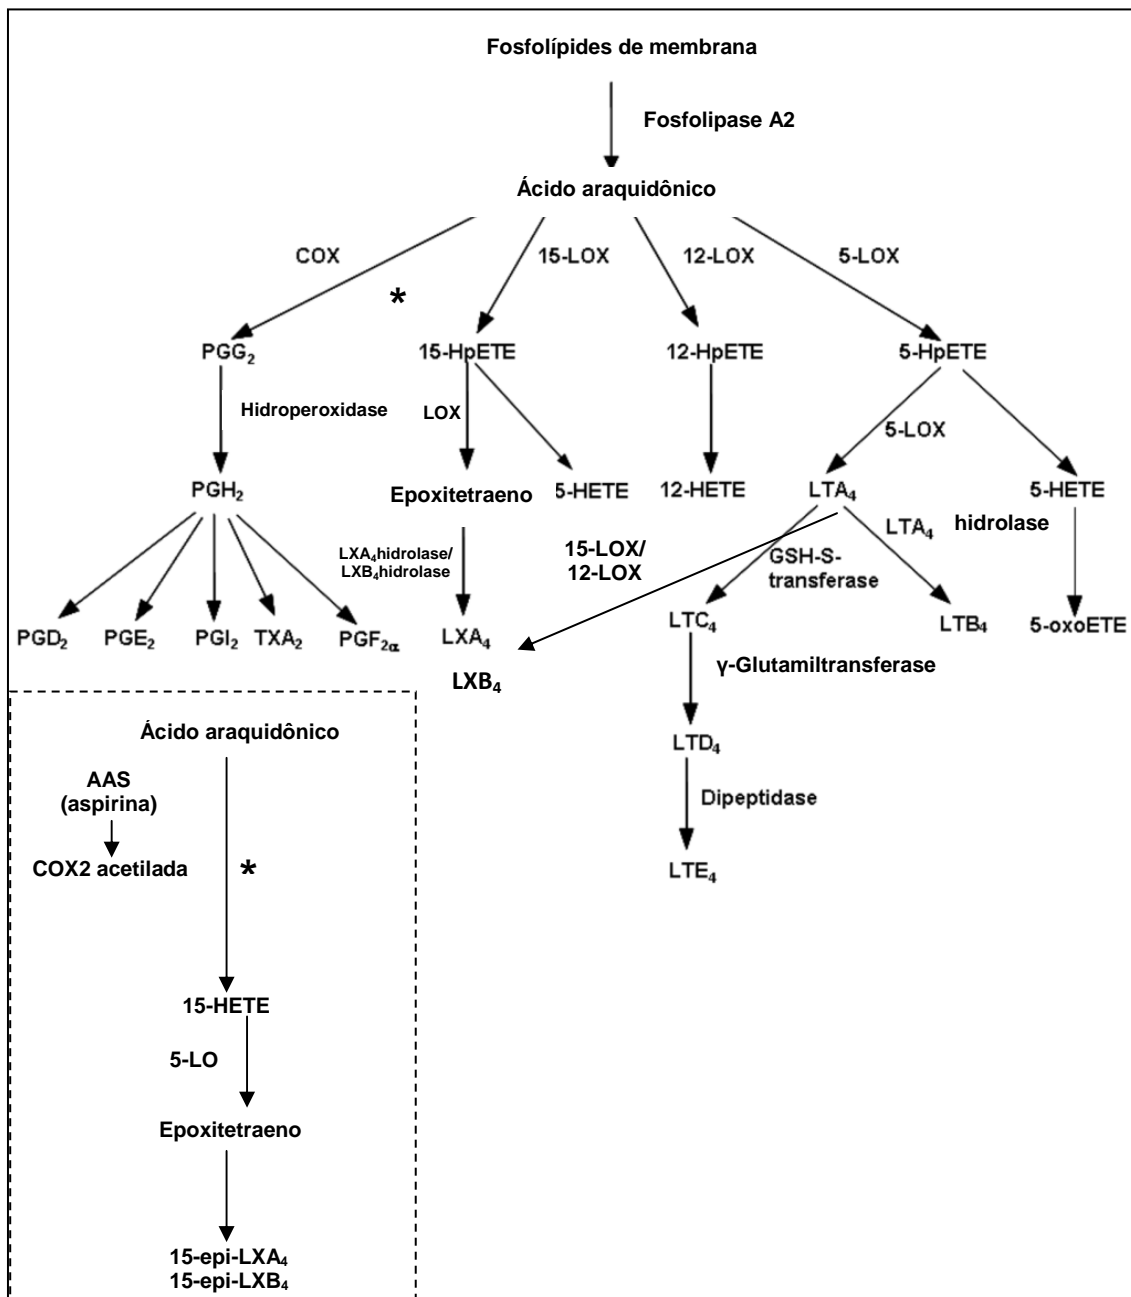 Fosfolípides de membrana
Fosfolipase A2
Ácido araquidônico
COX
15-LOX
12-LOX
5-LOX
*
PGG₂
15-HpETE
12-HpETE
5-HpETE
Hidroperoxidase
LOX
5-LOX
PGH₂
Epoxitetraeno
5-HETE
12-HETE
LTA₄
5-HETE
LXA₄hidrolase/
LXB₄hidrolase
15-LOX/
12-LOX
GSH-S-
transferase
LTA₄
hidrolase
PGD₂
PGE₂
PGI₂
TXA₂
PGF₂α
LXA₄
LXB₄
LTC₄
LTB₄
5-oxoETE
γ-Glutamiltransferase
LTD₄
Dipeptidase
LTE₄
Ácido araquidônico
AAS
(aspirina)
COX2 acetilada
*
15-HETE
5-LO
Epoxitetraeno
15-epi-LXA₄
15-epi-LXB₄